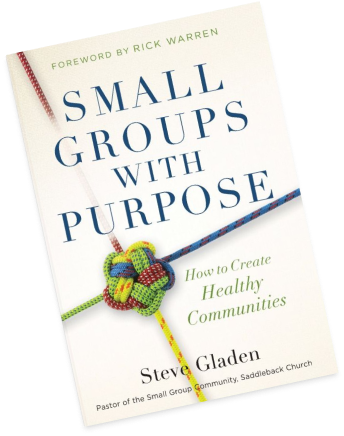 FOREWORD BY RICK WARREN
SMALL
GROUPS
WITH
PURPOSE
How to Create
Healthy
Communities
Steve Gladen
Pastor of the Small Group Community, Saddleback Church